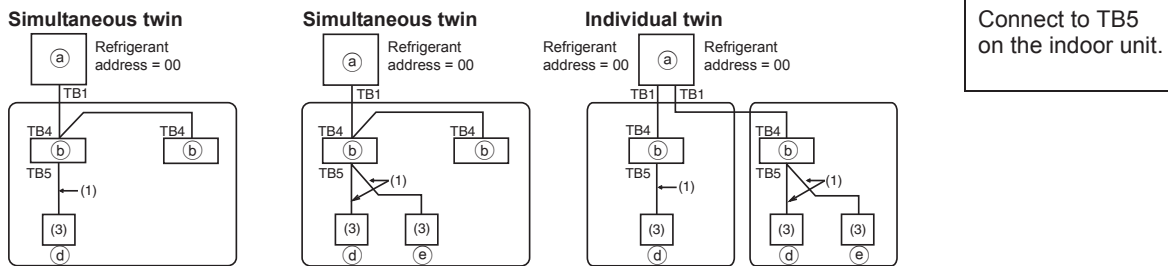 Simultaneous twin
Simultaneous twin
Individual twin
Connect to TB5
on the indoor unit.
ⓐ
Refrigerant
address = 00
ⓐ
Refrigerant
address = 00
Refrigerant
address = 00
ⓐ
Refrigerant
address = 00
TB1
TB1
TB1
TB1
TB4
TB4
TB4
TB4
TB4
TB4
ⓑ
ⓑ
ⓑ
ⓑ
ⓑ
ⓑ
TB5
TB5
TB5
TB5
(1)
(1)
(1)
(1)
(3)
(3)
(3)
(3)
(3)
(3)
ⓓ
ⓓ
ⓔ
ⓓ
ⓓ
ⓔ